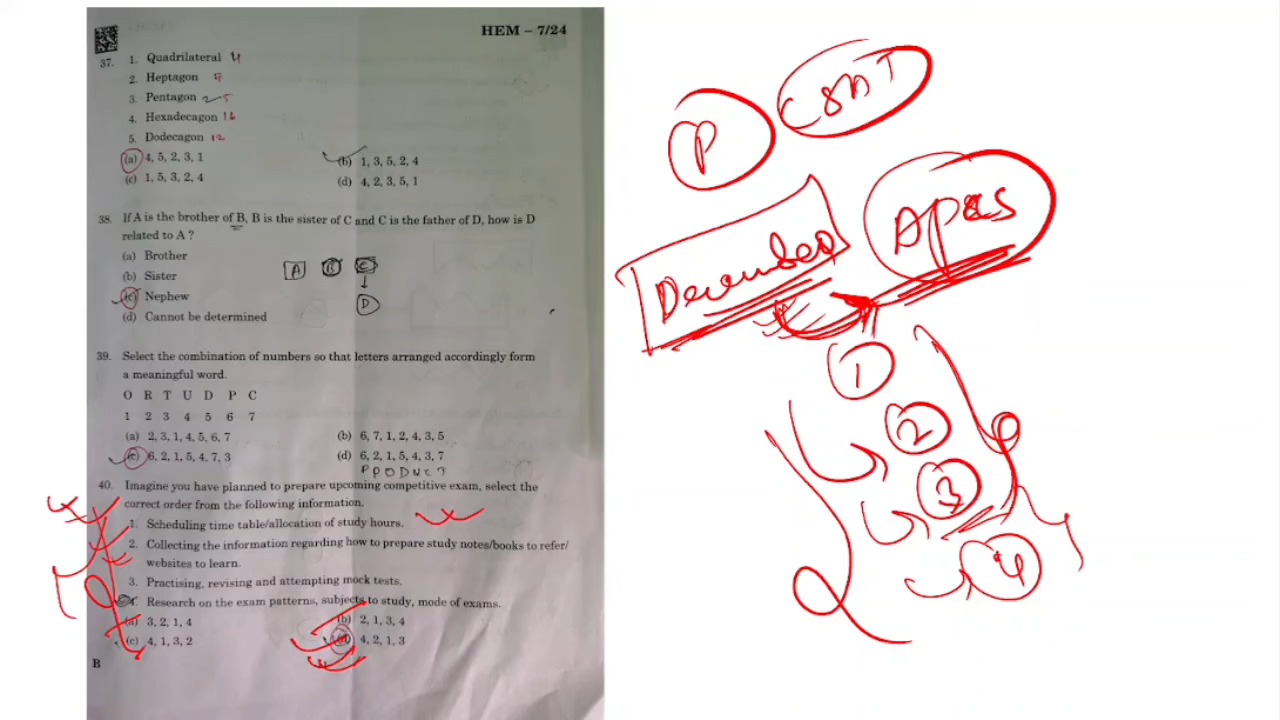 HEM – 7/24
37. 1. Quadrilateral 4
2. Heptagon 7
3. Pentagon 5
4. Hexadecagon 16
5. Dodecagon 12
(a) 4, 5, 2, 3, 1 (b) 1, 3, 5, 2, 4
(c) 1, 5, 3, 2, 4 (d) 4, 2, 3, 5, 1
38. If A is the brother of B, B is the sister of C and C is the father of D, how is D
related to A ?
(a) Brother
(b) Sister
(c) Nephew
(d) Cannot be determined
A B C
D
39. Select the combination of numbers so that letters arranged accordingly form
a meaningful word.
O R T U D P C
1 2 3 4 5 6 7
(a) 2, 3, 1, 4, 5, 6, 7 (b) 6, 7, 1, 2, 4, 3, 5
(c) 6, 2, 1, 5, 4, 7, 3 (d) 6, 2, 1, 5, 4, 3, 7
40. Imagine you have planned to prepare upcoming competitive exam, select the
correct order from the following information.
1. Scheduling time table/allocation of study hours.
2. Collecting the information regarding how to prepare study notes/books to refer/
websites to learn.
3. Practising, revising and attempting mock tests.
4. Research on the exam patterns, subjects to study, mode of exams.
(a) 3, 2, 1, 4 (b) 2, 1, 3, 4
(c) 4, 1, 3, 2 (d) 4, 2, 1, 3
B
P
December
1
2
3
4